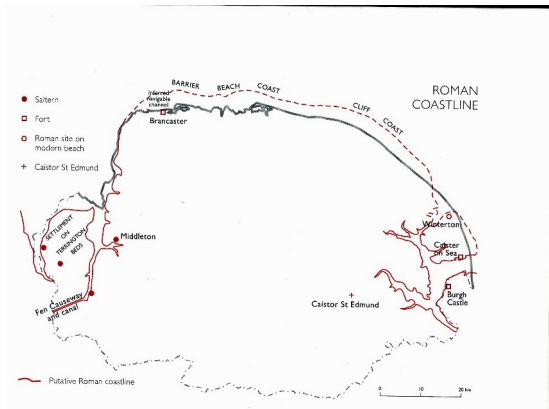 ROMAN
COASTLINE
Saltern
Fort
Roman site on
modern beach
Caistor St Edmund
Inferred
navigable
channel
BARRIER BEACH COAST
CLIFF COAST
Brancaster
SETTLEMENT
ON
TERRINGTON
BEDS
Middleton
Fen Causeway
and canal
Winterton
Caister
on Sea
Burgh
Castle
Caistor St Edmund
Putative Roman coastline
0 10 20 km